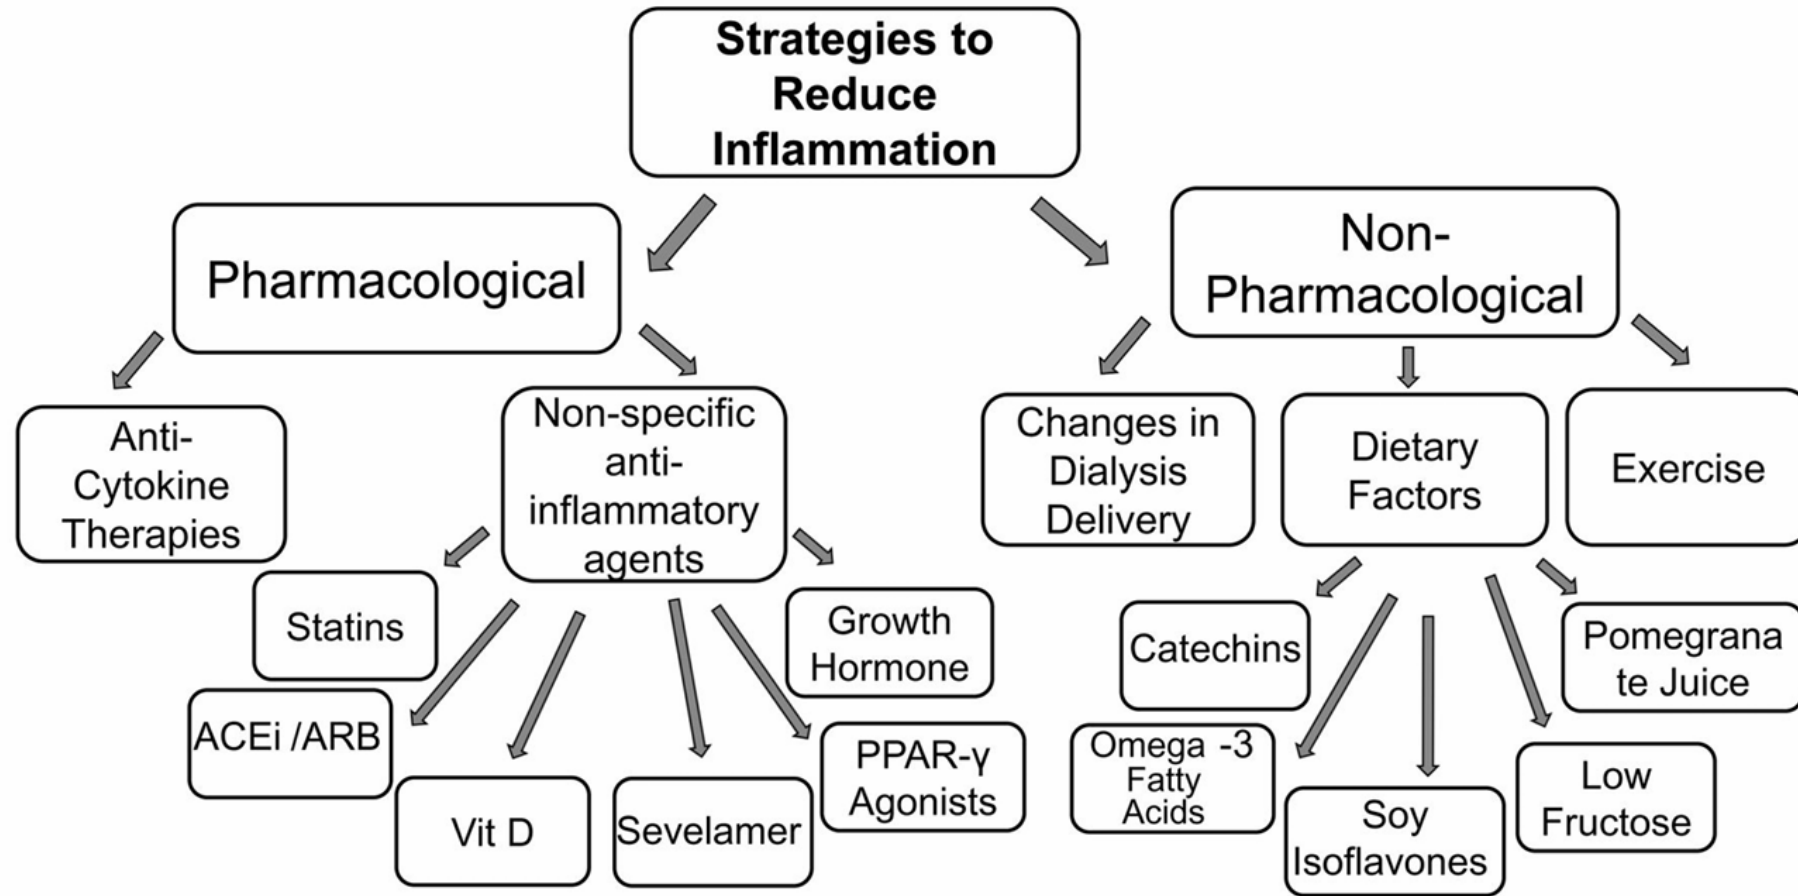 Strategies to
Reduce
Inflammation
Pharmacological
Non-
Pharmacological
Anti-
Cytokine
Therapies
Non-specific
anti-
inflammatory
agents
Changes in
Dialysis
Delivery
Dietary
Factors
Exercise
Statins
ACEi /ARB
Vit D
Sevelamer
PPAR-γ
Agonists
Growth
Hormone
Catechins
Omega -3
Fatty
Acids
Soy
Isoflavones
Low
Fructose
Pomegrana
te Juice